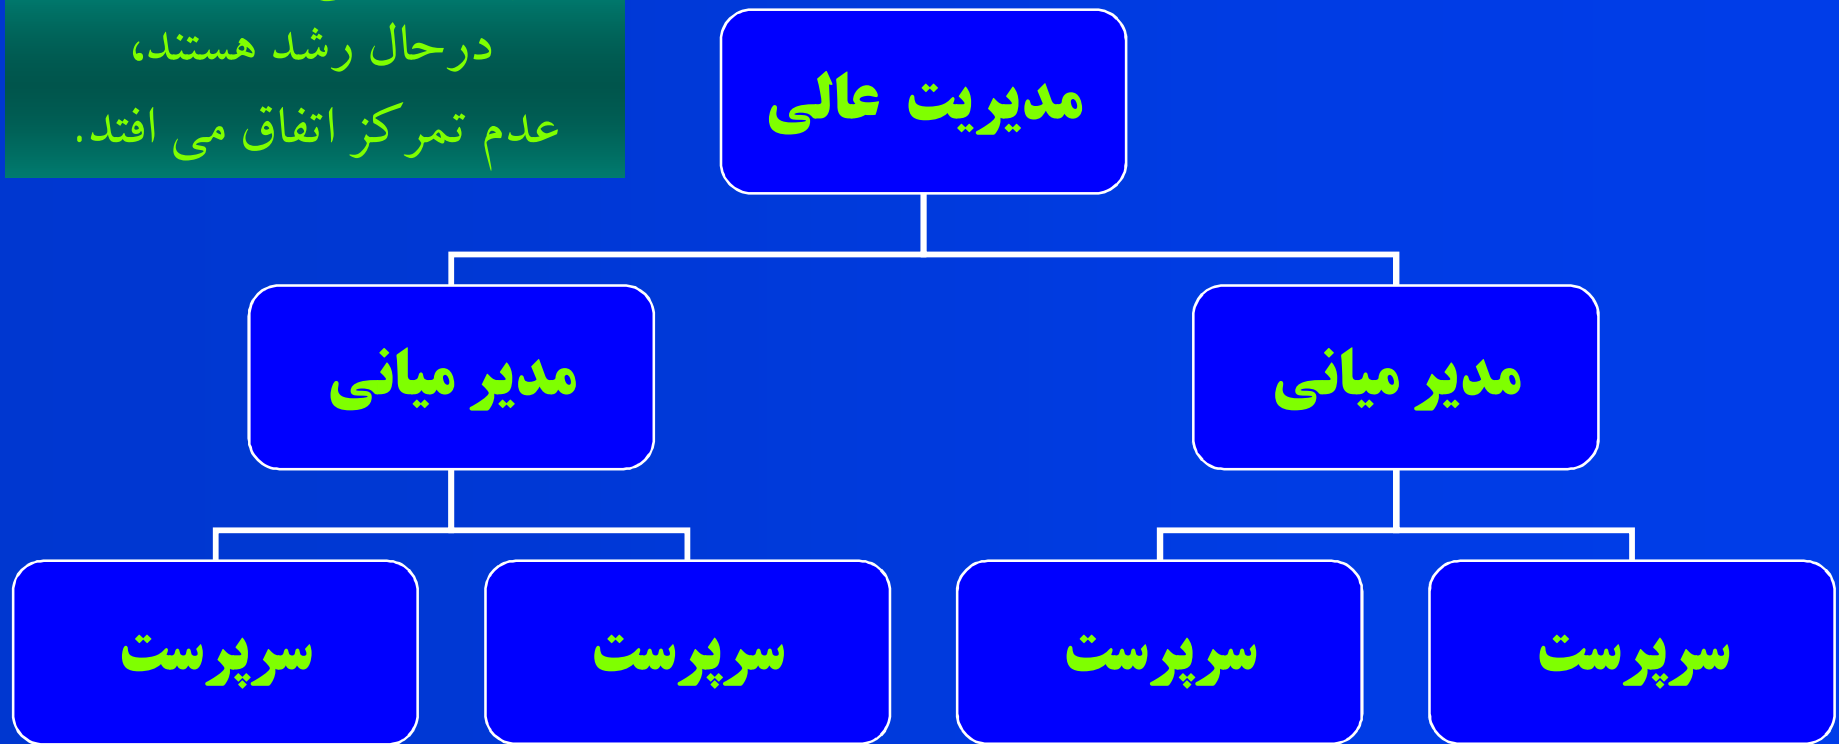 درحال رشد هستند،
عدم تمرکز اتفاق می افتد.
مدیریت عالی
مدیر میانی
مدیر میانی
سرپرست
سرپرست
سرپرست
سرپرست